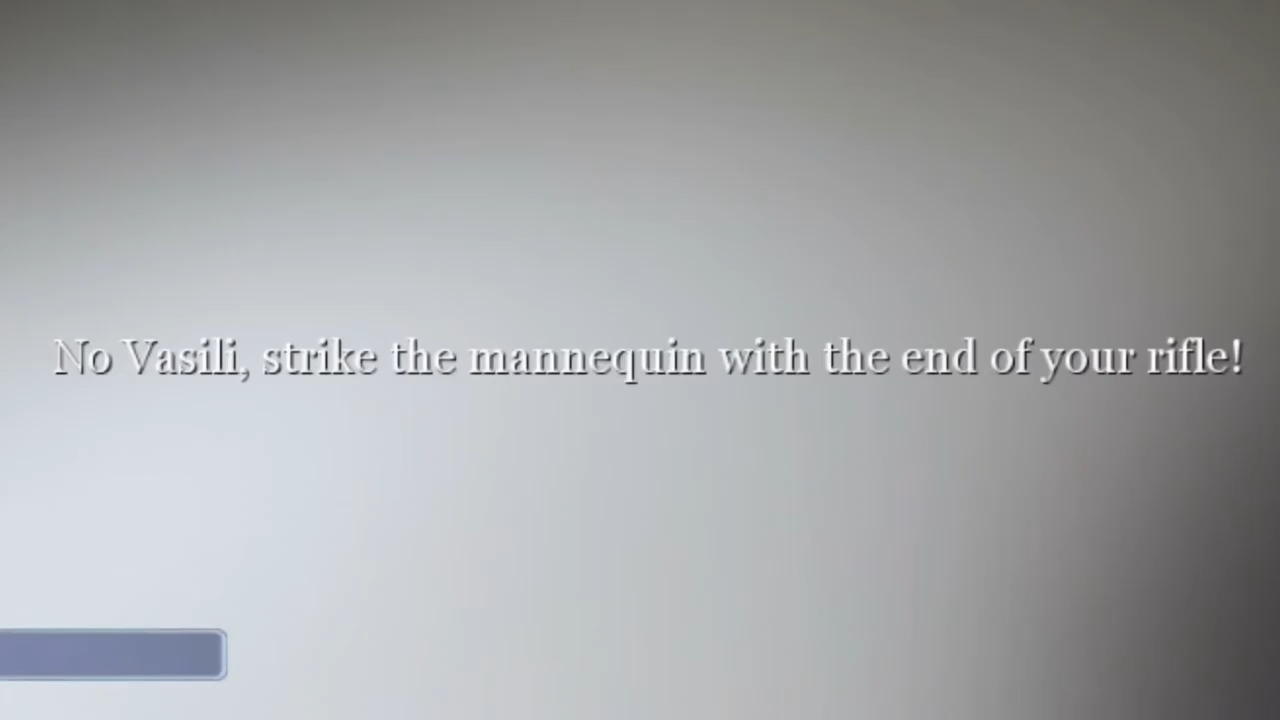 No Vasili, strike the mannequin with the end of your rifle!